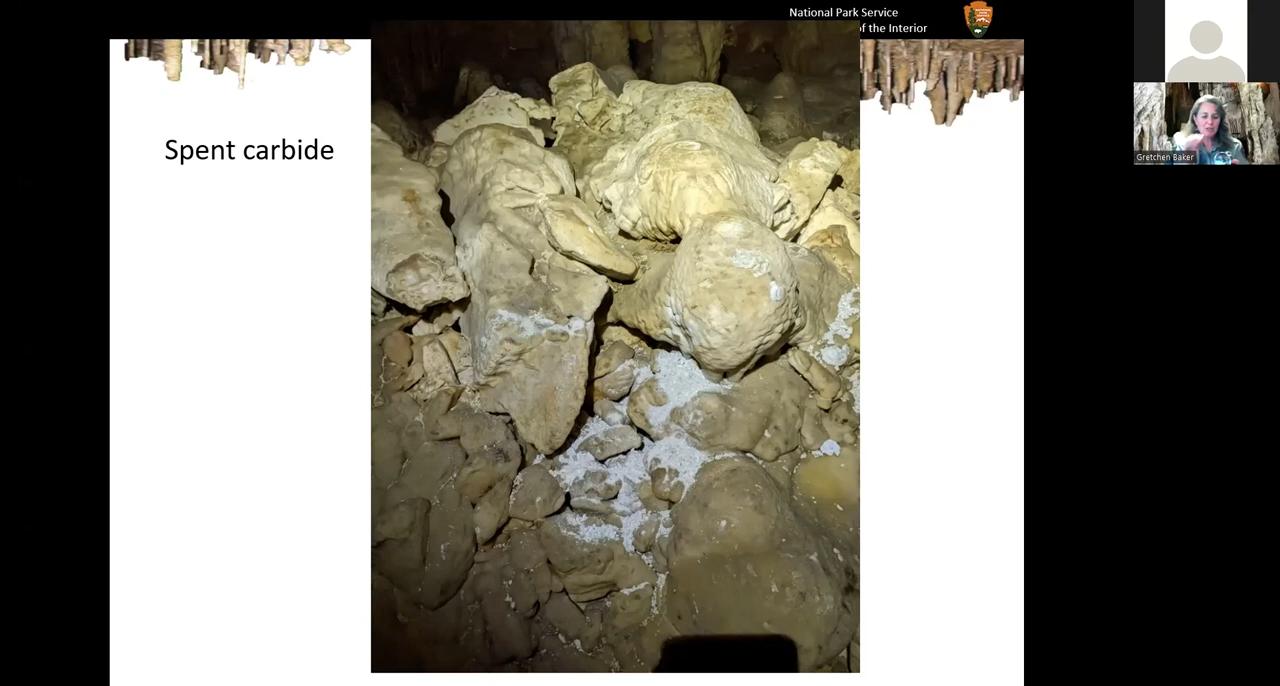 National Park Service
of the Interior
Spent carbide
Gretchen Baker